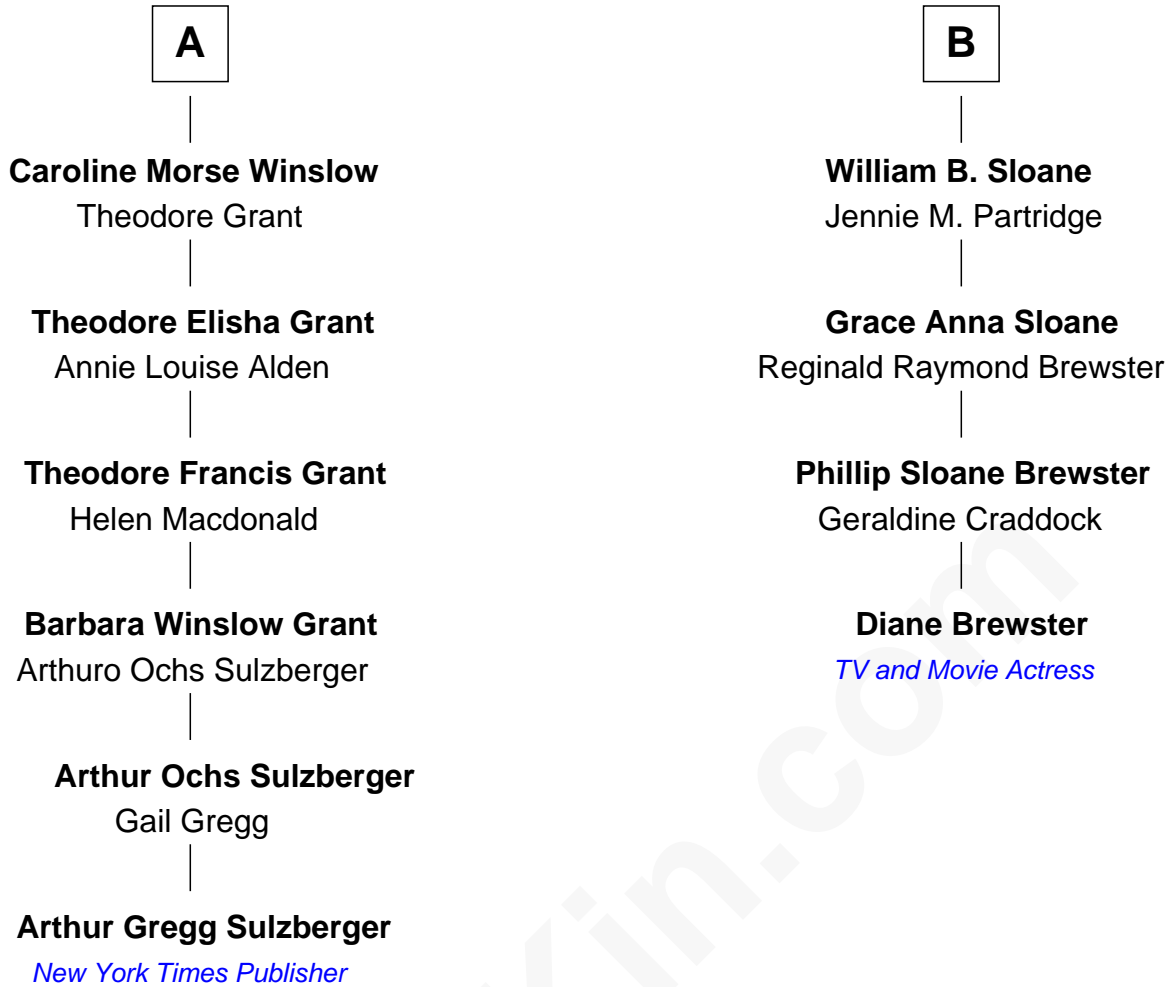 A
Caroline Morse Winslow
Theodore Grant
Theodore Elisha Grant
Annie Louise Alden
Theodore Francis Grant
Helen Macdonald
Barbara Winslow Grant
Arthuro Ochs Sulzberger
Arthur Ochs Sulzberger
Gail Gregg
Arthur Gregg Sulzberger
New York Times Publisher
B
William B. Sloane
Jennie M. Partridge
Grace Anna Sloane
Reginald Raymond Brewster
Phillip Sloane Brewster
Geraldine Craddock
Diane Brewster
TV and Movie Actress